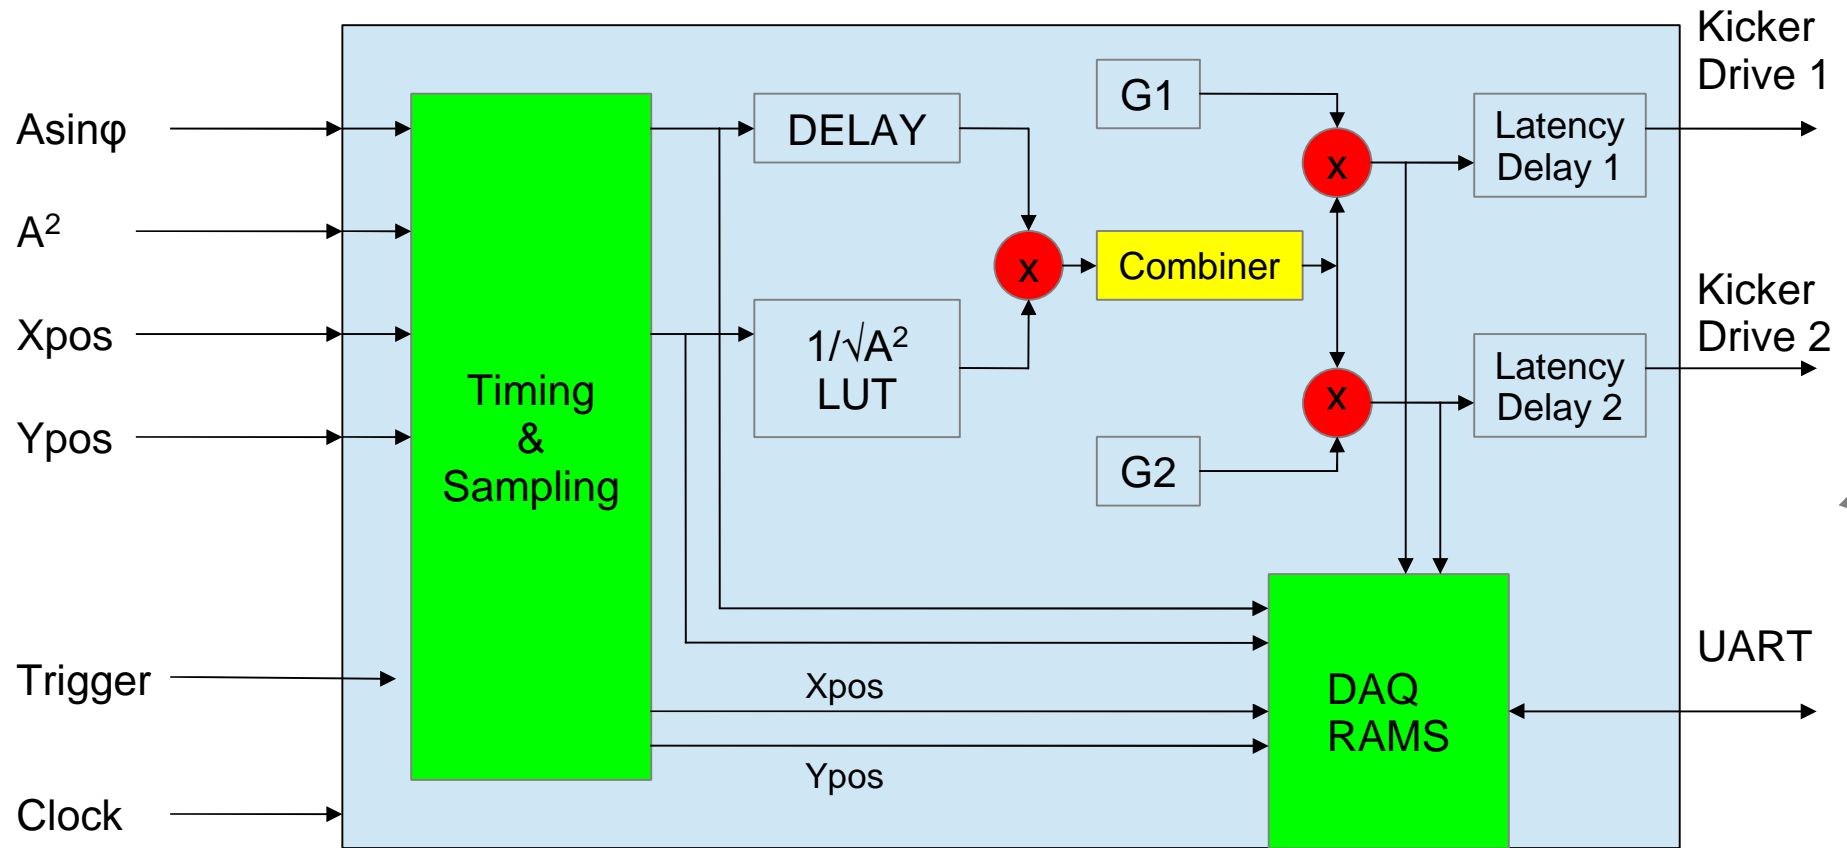 Kicker
Drive 1
G1
DELAY
Latency
Delay 1
Asinφ
x
A²
x
Combiner
Kicker
Drive 2
Xpos
1/√A²
LUT
Latency
Delay 2
Timing
&
Sampling
x
Ypos
G2
UART
Trigger
Xpos
DAQ
RAMS
Ypos
Clock